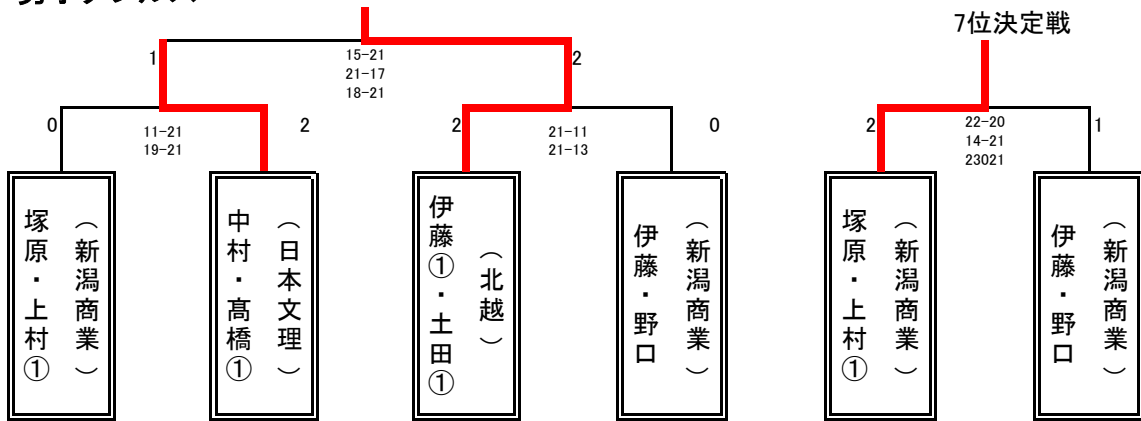 7位決定戦
1
15-21
21-17
18-21
2
0
11-21
19-21
2
2
21-11
21-13
0
2
22-20
14-21
23021
1
塚原・上村①
（新潟商業）
中村・髙橋①
（日本文理）
伊藤①・土田①
（北越）
伊藤・野口
（新潟商業）
塚原・上村①
（新潟商業）
伊藤・野口
（新潟商業）